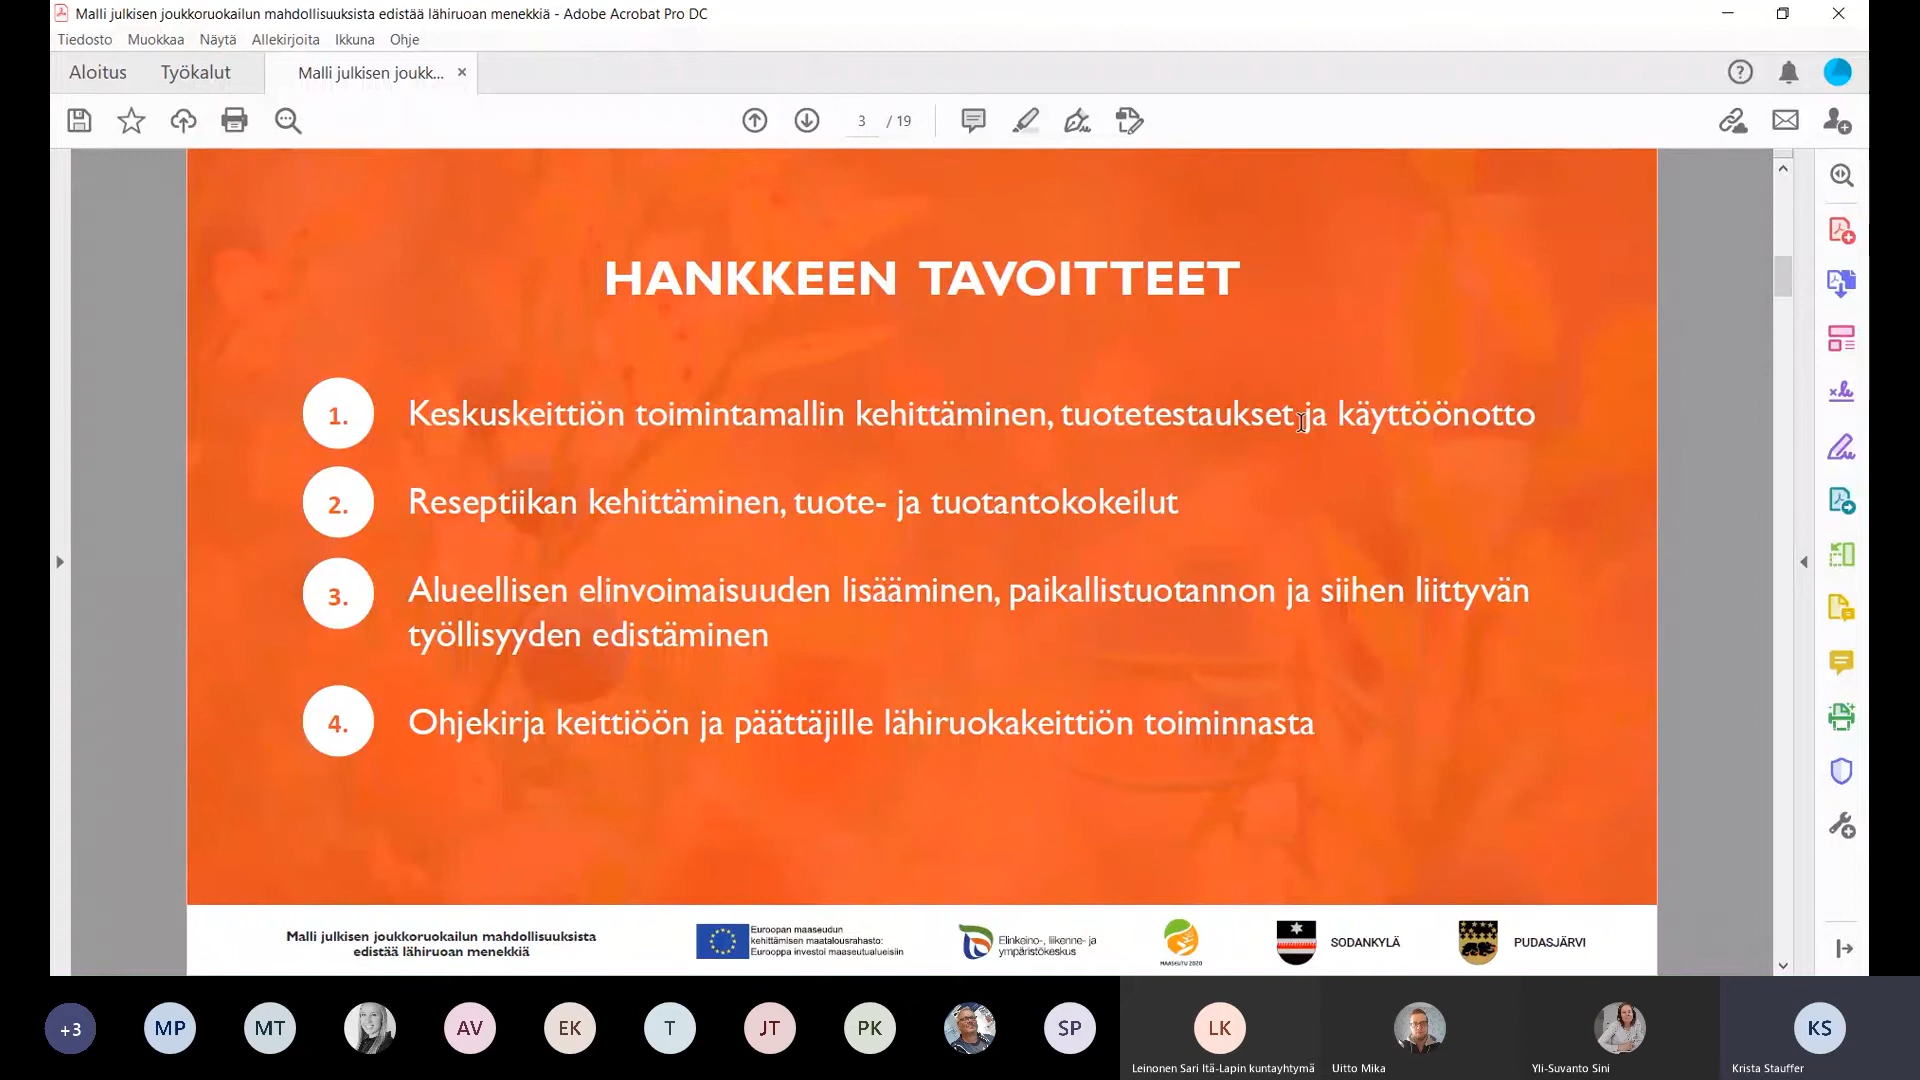 Malli julkisen joukkoruokailun mahdollisuuksista edistää lähiruoan menekkiä - Adobe Acrobat Pro DC
Tiedosto Muokkaa Näytä Allekirjoita Ikkuna Ohje
Aloitus Työkalut Malli julkisen joukk... ×
3 / 19
HANKKEEN TAVOITTEET
1. Keskuskeittiön toimintamallin kehittäminen, tuotetestaukset ja käyttöönotto
2. Reseptiikan kehittäminen, tuote- ja tuotantokokeilut
3. Alueellisen elinvoimaisuuden lisääminen, paikallistuotannon ja siihen liittyvän
työllisyyden edistäminen
4. Ohjekirja keittiöön ja päättäjille lähiruokakeittiön toiminnasta
Malli julkisen joukkoruokailun mahdollisuuksista
edistää lähiruoan menekkiä
Euroopan maaseudun
kehittämisen maatalousrahasto:
Eurooppa investoi maaseutualueisiin
Elinkeino-, liikenne- ja
ympäristökeskus
MAASEUTU 2020
SODANKYLÄ
PUDASJÄRVI
+3 MP MT AV EK T JT PK SP LK KS
Leinonen Sari Itä-Lapin kuntayhtymä Uitto Mika Yli-Suvanto Sini Krista Stauffer